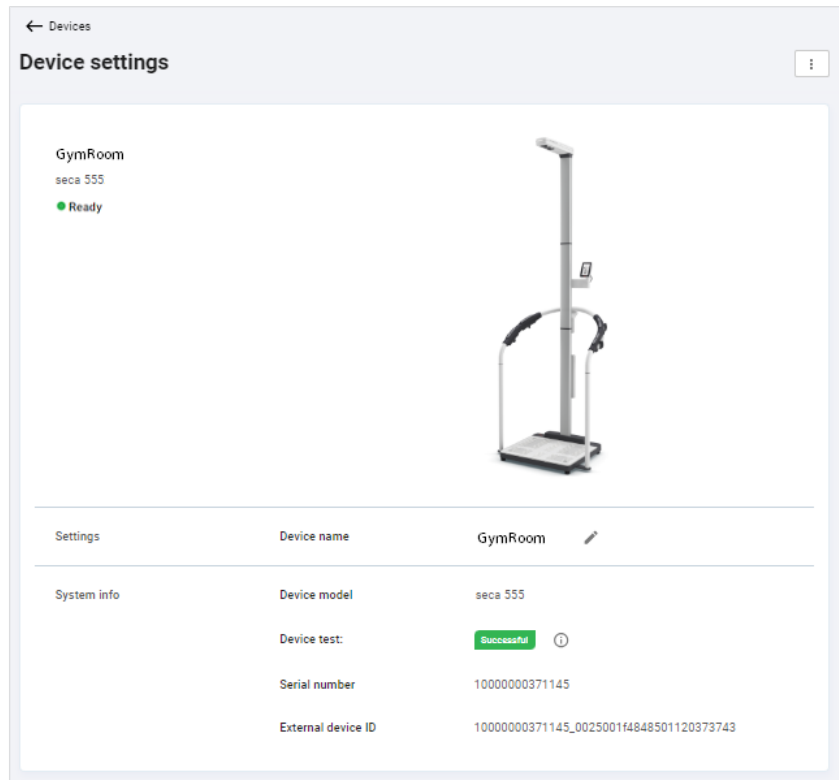 ← Devices
Device settings
GymRoom
seca 555
Ready
Settings Device name GymRoom
System info Device model seca 555
Device test: Successful
Serial number 10000000371145
External device ID 10000000371145_0025001f4848501120373743